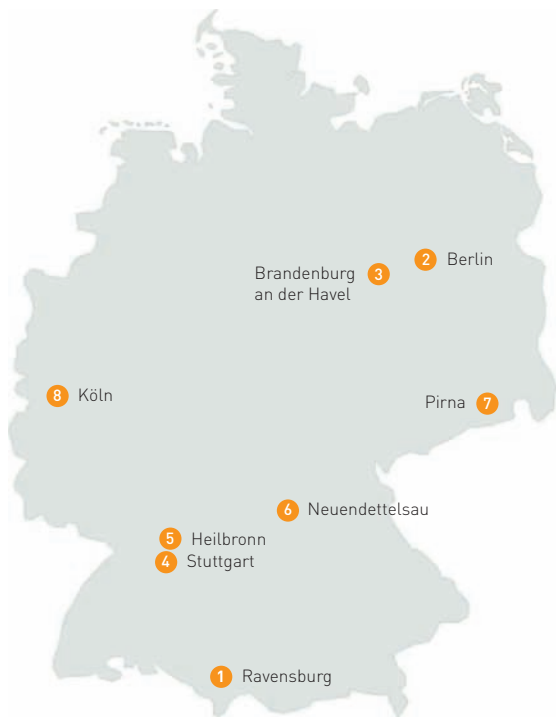 2 Berlin
Brandenburg
an der Havel 3
8 Köln
Pirna 7
6 Neuendettelsau
5 Heilbronn
4 Stuttgart
1 Ravensburg